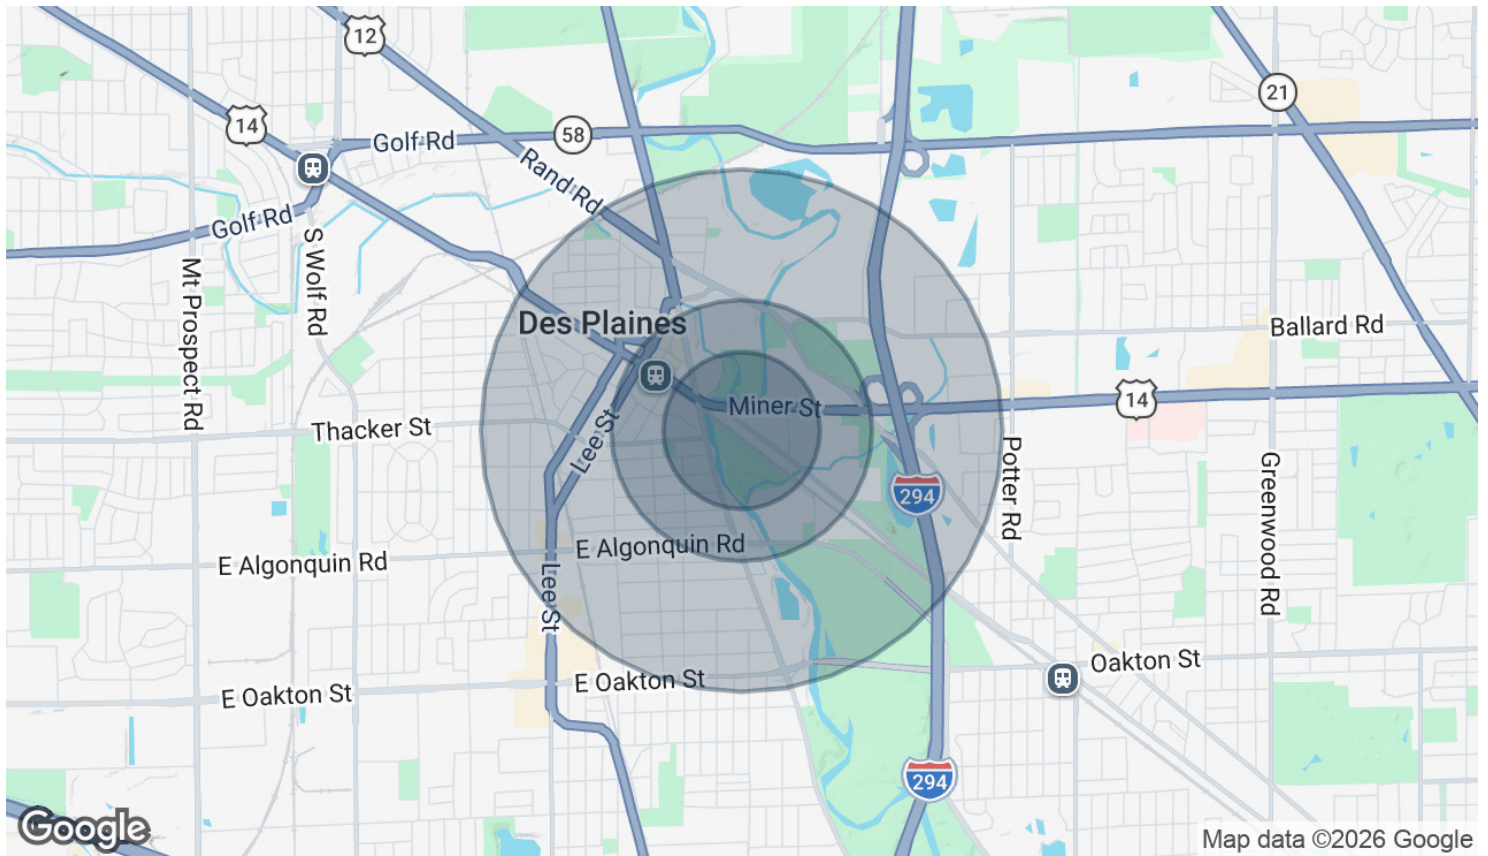 12
14
Golf Rd
58
21
Rand Rd
Golf Rd
S Wolf Rd
Mt Prospect Rd
Des Plaines
Ballard Rd
Miner St
14
Thacker St
Lee St
Potter Rd
Greenwood Rd
294
E Algonquin Rd
E Algonquin Rd
Lee St
Oakton St
E Oakton St
E Oakton St
294
Google
Map data ©2026 Google